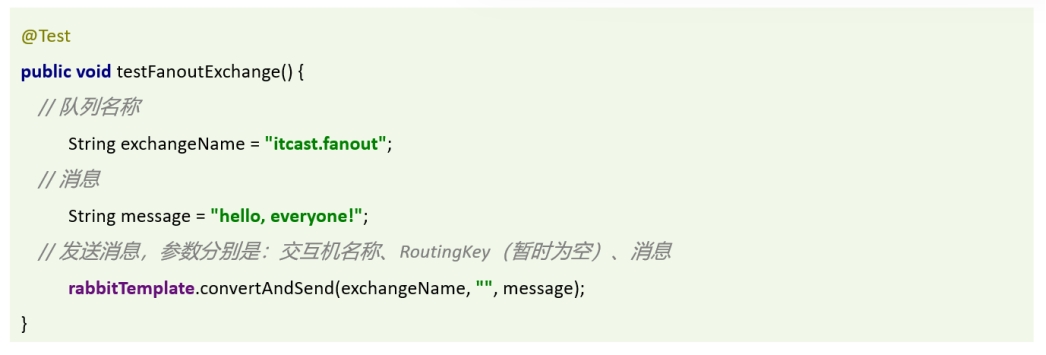 @Test
public void testFanoutExchange() {
// 队列名称
String exchangeName = "itcast.fanout";
// 消息
String message = "hello, everyone!";
// 发送消息，参数分别是：交互机名称、RoutingKey（暂时为空）、消息
rabbitTemplate.convertAndSend(exchangeName, "", message);
}